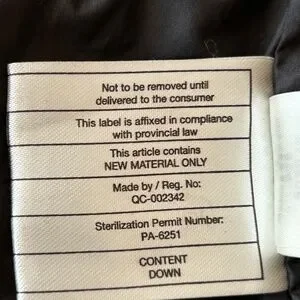 Not to be removed until
delivered to the consumer
This label is affixed in compliance
with provincial law
This article contains
NEW MATERIAL ONLY
Made by / Reg. No:
QC-002342
Sterilization Permit Number:
PA-6251
CONTENT
DOWN